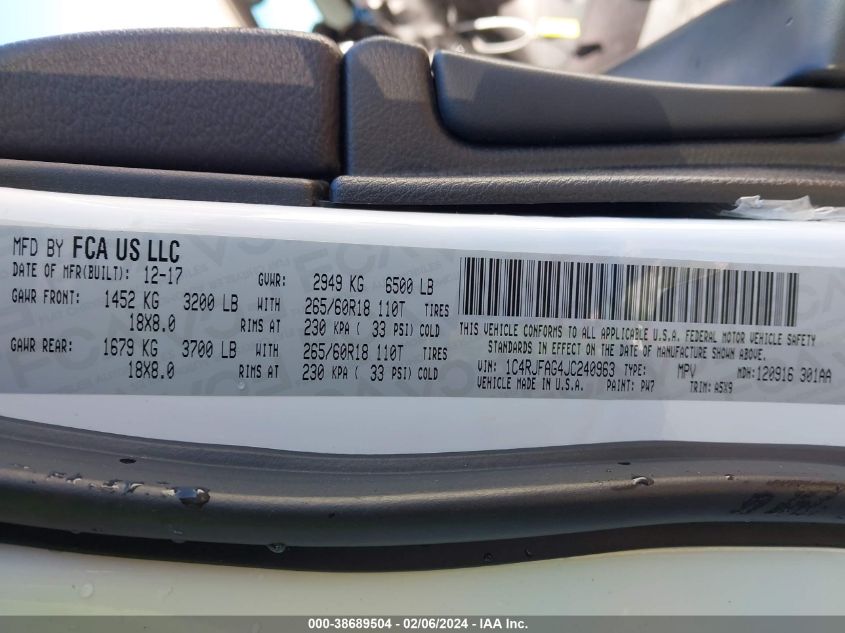 MFD BY FCA US LLC
DATE OF MFR(BUILT): 12-17 GVWR: 2949 KG 6500 LB
GAWR FRONT: 1452 KG 3200 LB WITH 265/60R18 110T TIRES
18X8.0 RIMS AT 230 KPA ( 33 PSI) COLD
GAWR REAR: 1679 KG 3700 LB WITH 265/60R18 110T TIRES
18X8.0 RIMS AT 230 KPA ( 33 PSI) COLD
THIS VEHICLE CONFORMS TO ALL APPLICABLE U.S.A. FEDERAL MOTOR VEHICLE SAFETY
STANDARDS IN EFFECT ON THE DATE OF MANUFACTURE SHOWN ABOVE.
VIN: 1C4RJFAG4JC240963 TYPE: MPV MDH: 120916 301AA
VEHICLE MADE IN U.S.A. PAINT: PW7 TRIM: A5X9
000-38689504 - 02/06/2024 - IAA Inc.